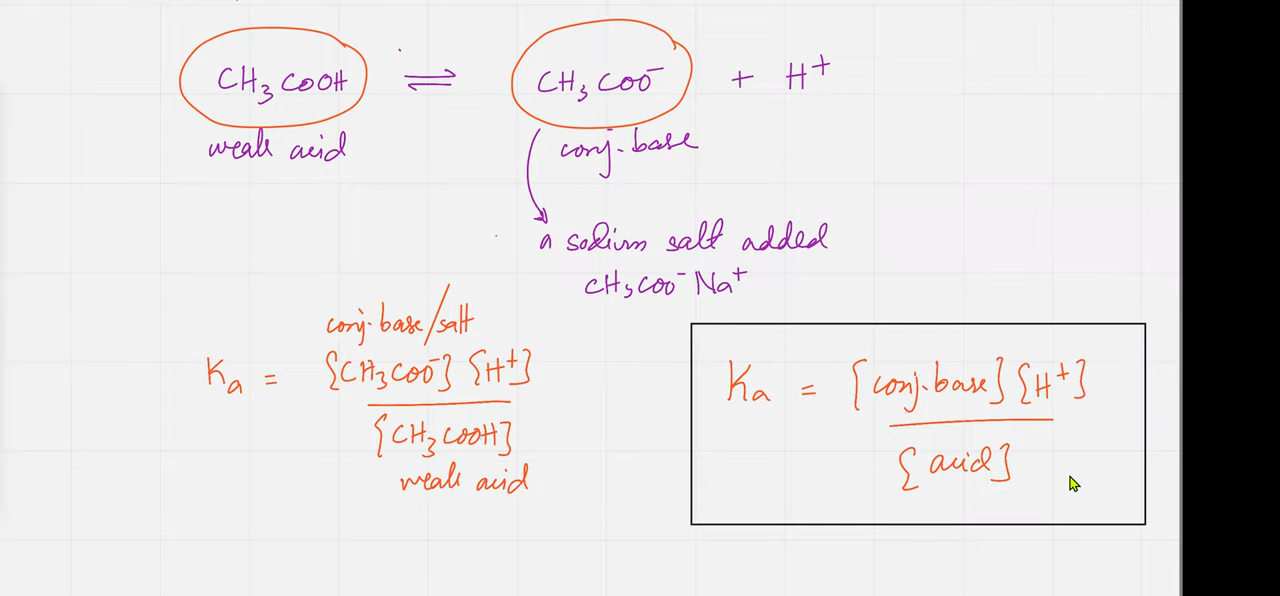 CH₃COOH ⇌ CH₃COO⁻ + H⁺
weak acid conj. base
a sodium salt added
CH₃COO⁻Na⁺
conj. base/salt
Ka = [CH₃COO⁻] [H⁺]
[CH₃COOH]
weak acid
Ka = [conj. base] [H⁺]
[acid]